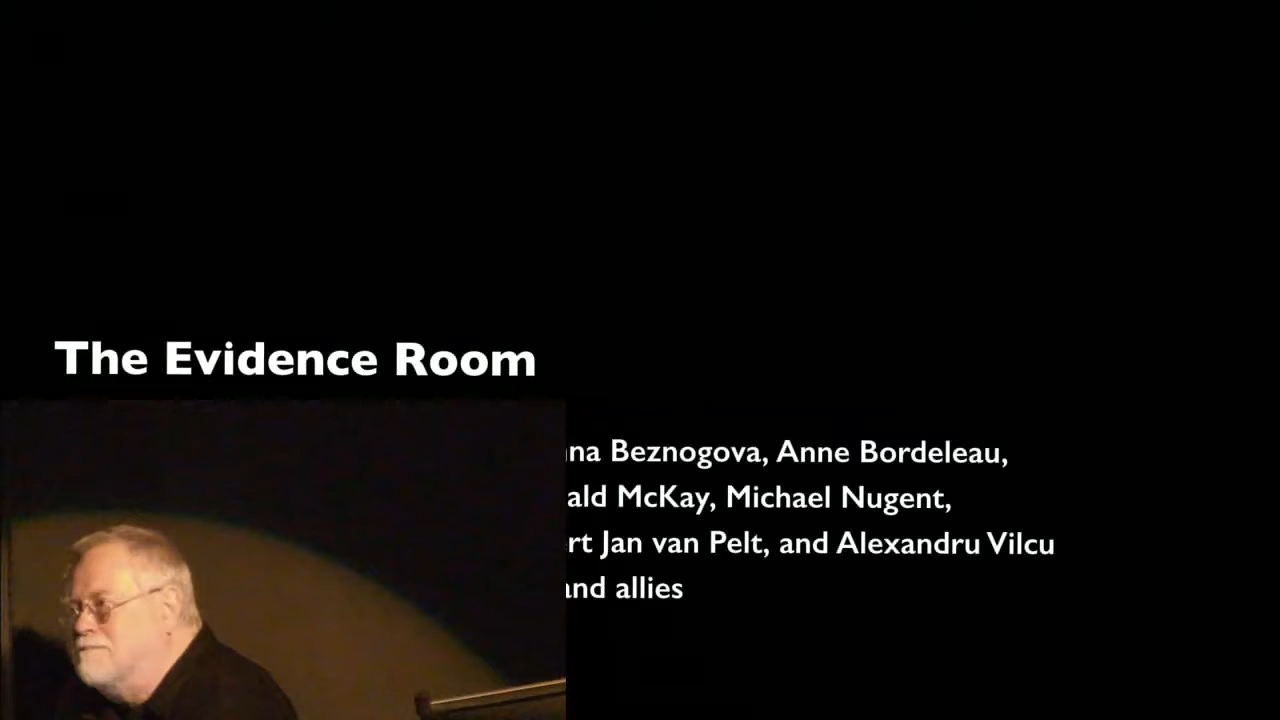 The Evidence Room
nna Beznogova, Anne Bordeleau,
ald McKay, Michael Nugent,
rt Jan van Pelt, and Alexandru Vilcu
and allies